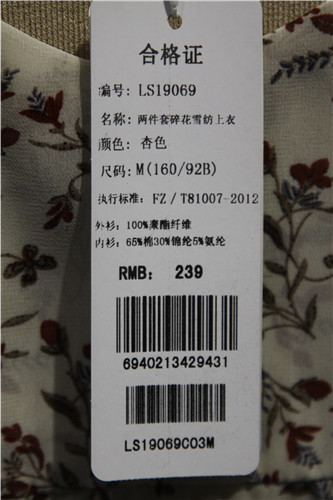 合格证
编号: LS19069
名称: 两件套碎花雪纺上衣
颜色: 杏色
尺码: M(160/92B)
执行标准: FZ/T81007-2012
外衫: 100%聚酯纤维
内衫: 65%棉30%锦纶5%氨纶
RMB: 239
6940213429431
LS19069C03M